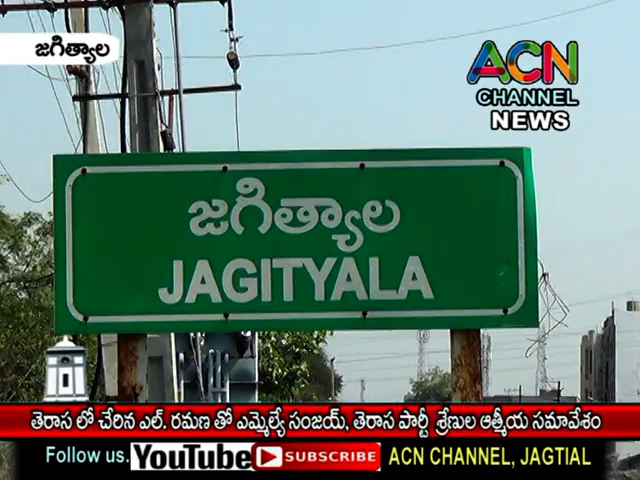 జగిత్యాల
ACN
CHANNEL
NEWS
జగిత్యాల
JAGITYALA
తెరాస లో చేరిన ఎల్. రమణ తో ఎమ్మెల్యే సంజయ్, తెరాస పార్టీ శ్రేణుల ఆత్మీయ సమావేశం
Follow us. YouTube SUBSCRIBE ACN CHANNEL, JAGTIAL